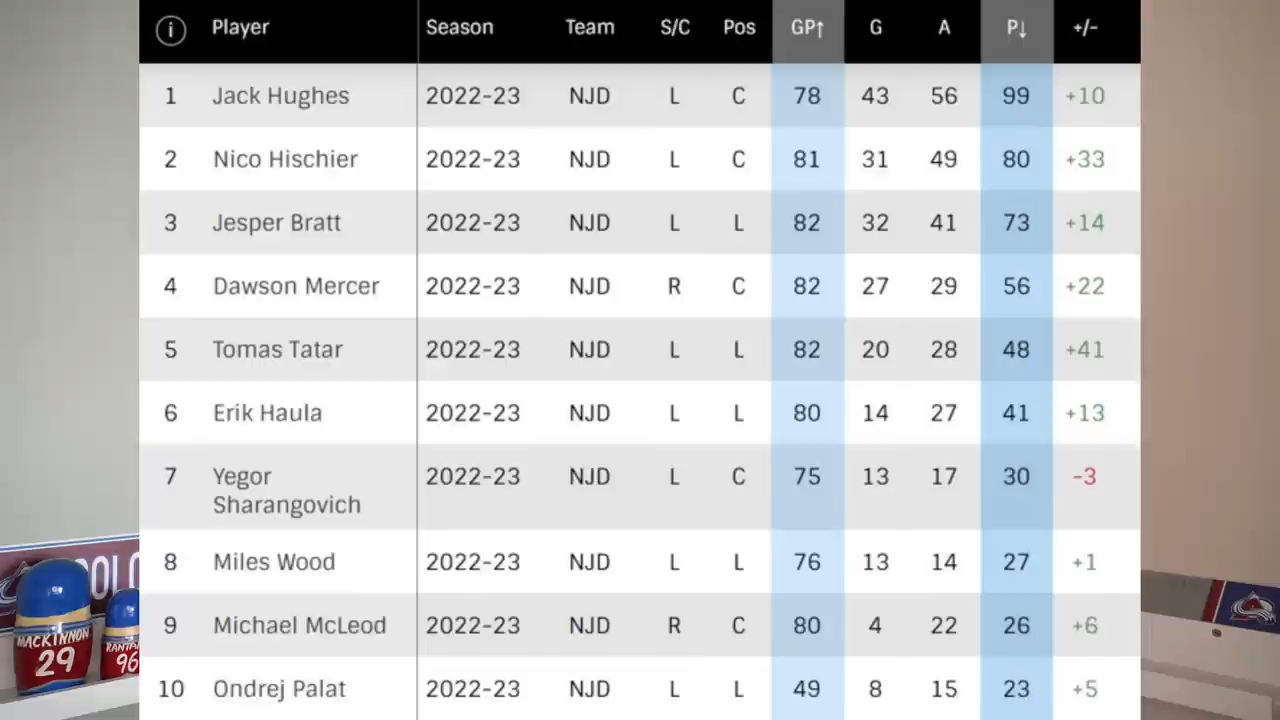 i Player Season Team S/C Pos GP↑ G A P↓ +/-
1 Jack Hughes 2022-23 NJD L C 78 43 56 99 +10
2 Nico Hischier 2022-23 NJD L C 81 31 49 80 +33
3 Jesper Bratt 2022-23 NJD L L 82 32 41 73 +14
4 Dawson Mercer 2022-23 NJD R C 82 27 29 56 +22
5 Tomas Tatar 2022-23 NJD L L 82 20 28 48 +41
6 Erik Haula 2022-23 NJD L L 80 14 27 41 +13
7 Yegor 2022-23 NJD L C 75 13 17 30 -3
Sharangovich
8 Miles Wood 2022-23 NJD L L 76 13 14 27 +1
9 Michael McLeod 2022-23 NJD R C 80 4 22 26 +6
10 Ondrej Palat 2022-23 NJD L L 49 8 15 23 +5
MACKINNON
29
96